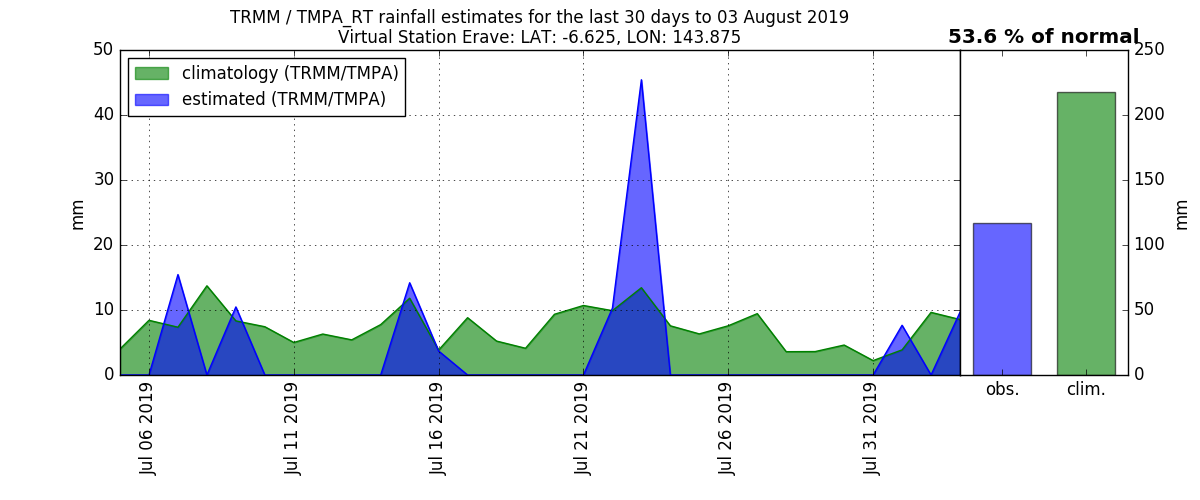 TRMM / TMPA_RT rainfall estimates for the last 30 days to 03 August 2019
Virtual Station Erave: LAT: -6.625, LON: 143.875
53.6 % of normal
climatology (TRMM/TMPA)
estimated (TRMM/TMPA)
50
40
30
20
10
0
mm
Jul 06 2019
Jul 11 2019
Jul 16 2019
Jul 21 2019
Jul 26 2019
Jul 31 2019
obs.
clim.
250
200
150
100
50
0
mm